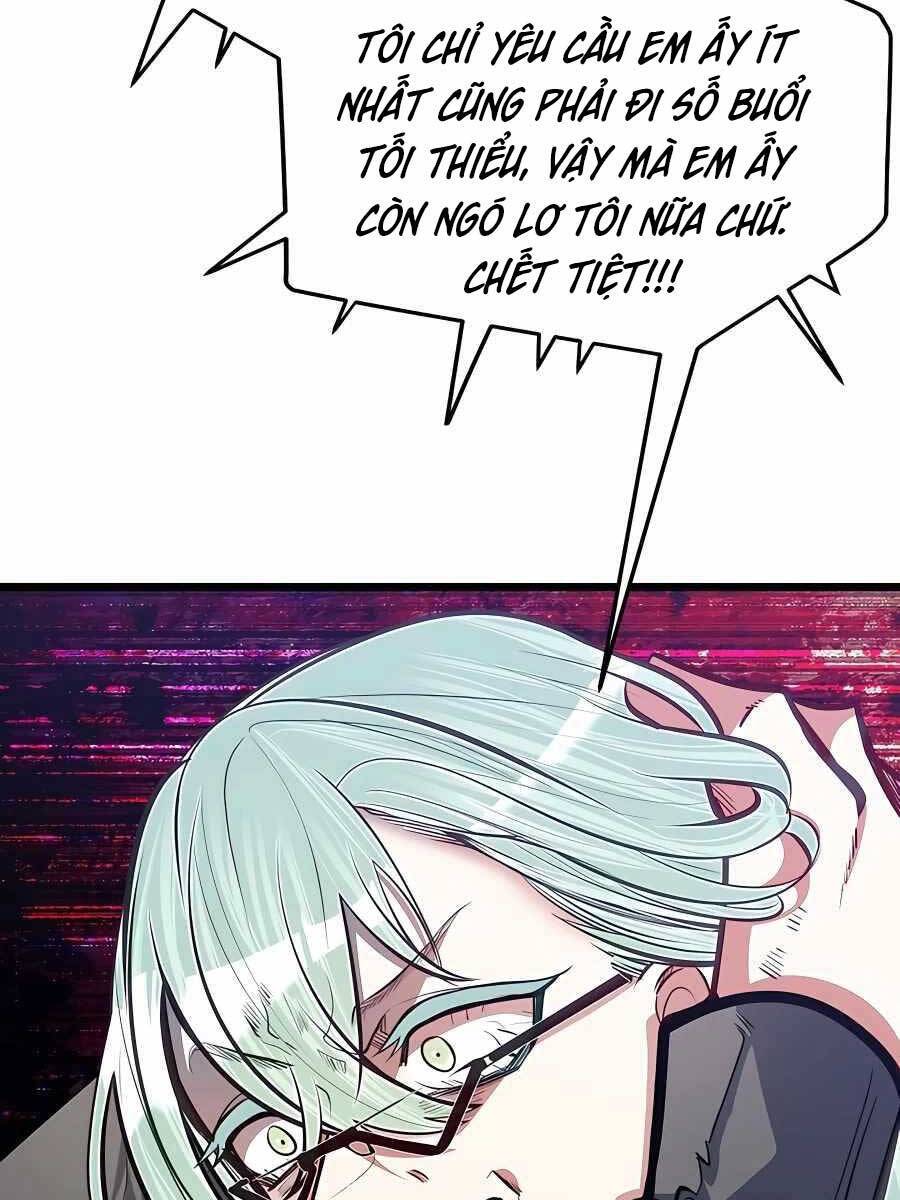 TÔI CHỈ YÊU CẦU EM ẤY ÍT
NHẤT CŨNG PHẢI ĐI SỐ BUỔI
TỐI THIỂU, VẬY MÀ EM ẤY
CÒN NGÓ LƠ TÔI NỮA CHỨ.
CHẾT TIỆT!!!